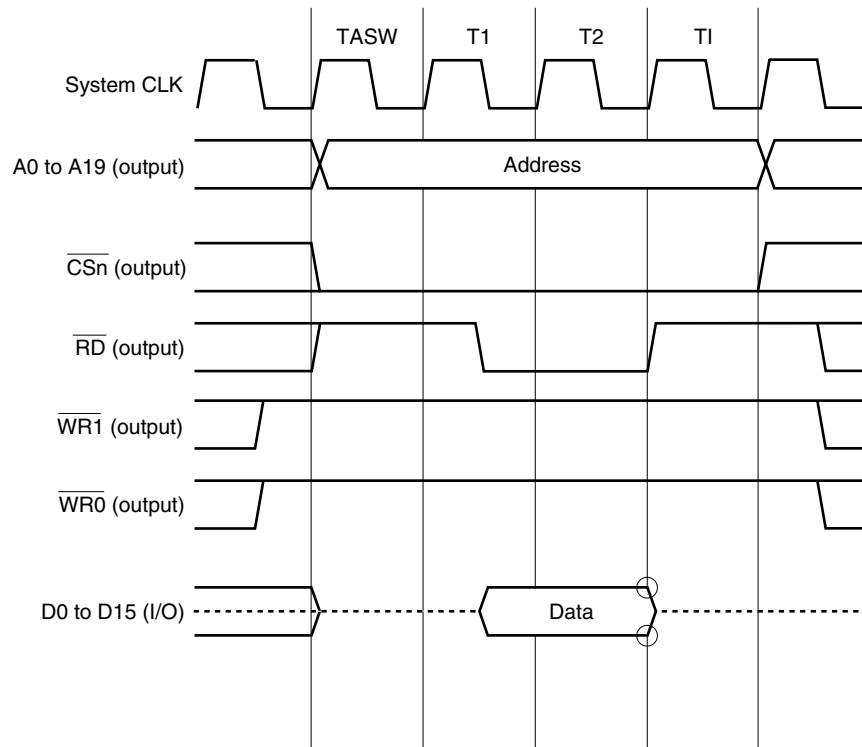 TASW T1 T2 TI
System CLK
A0 to A19 (output) Address
CSn (output)
RD (output)
WR1 (output)
WR0 (output)
D0 to D15 (I/O) Data